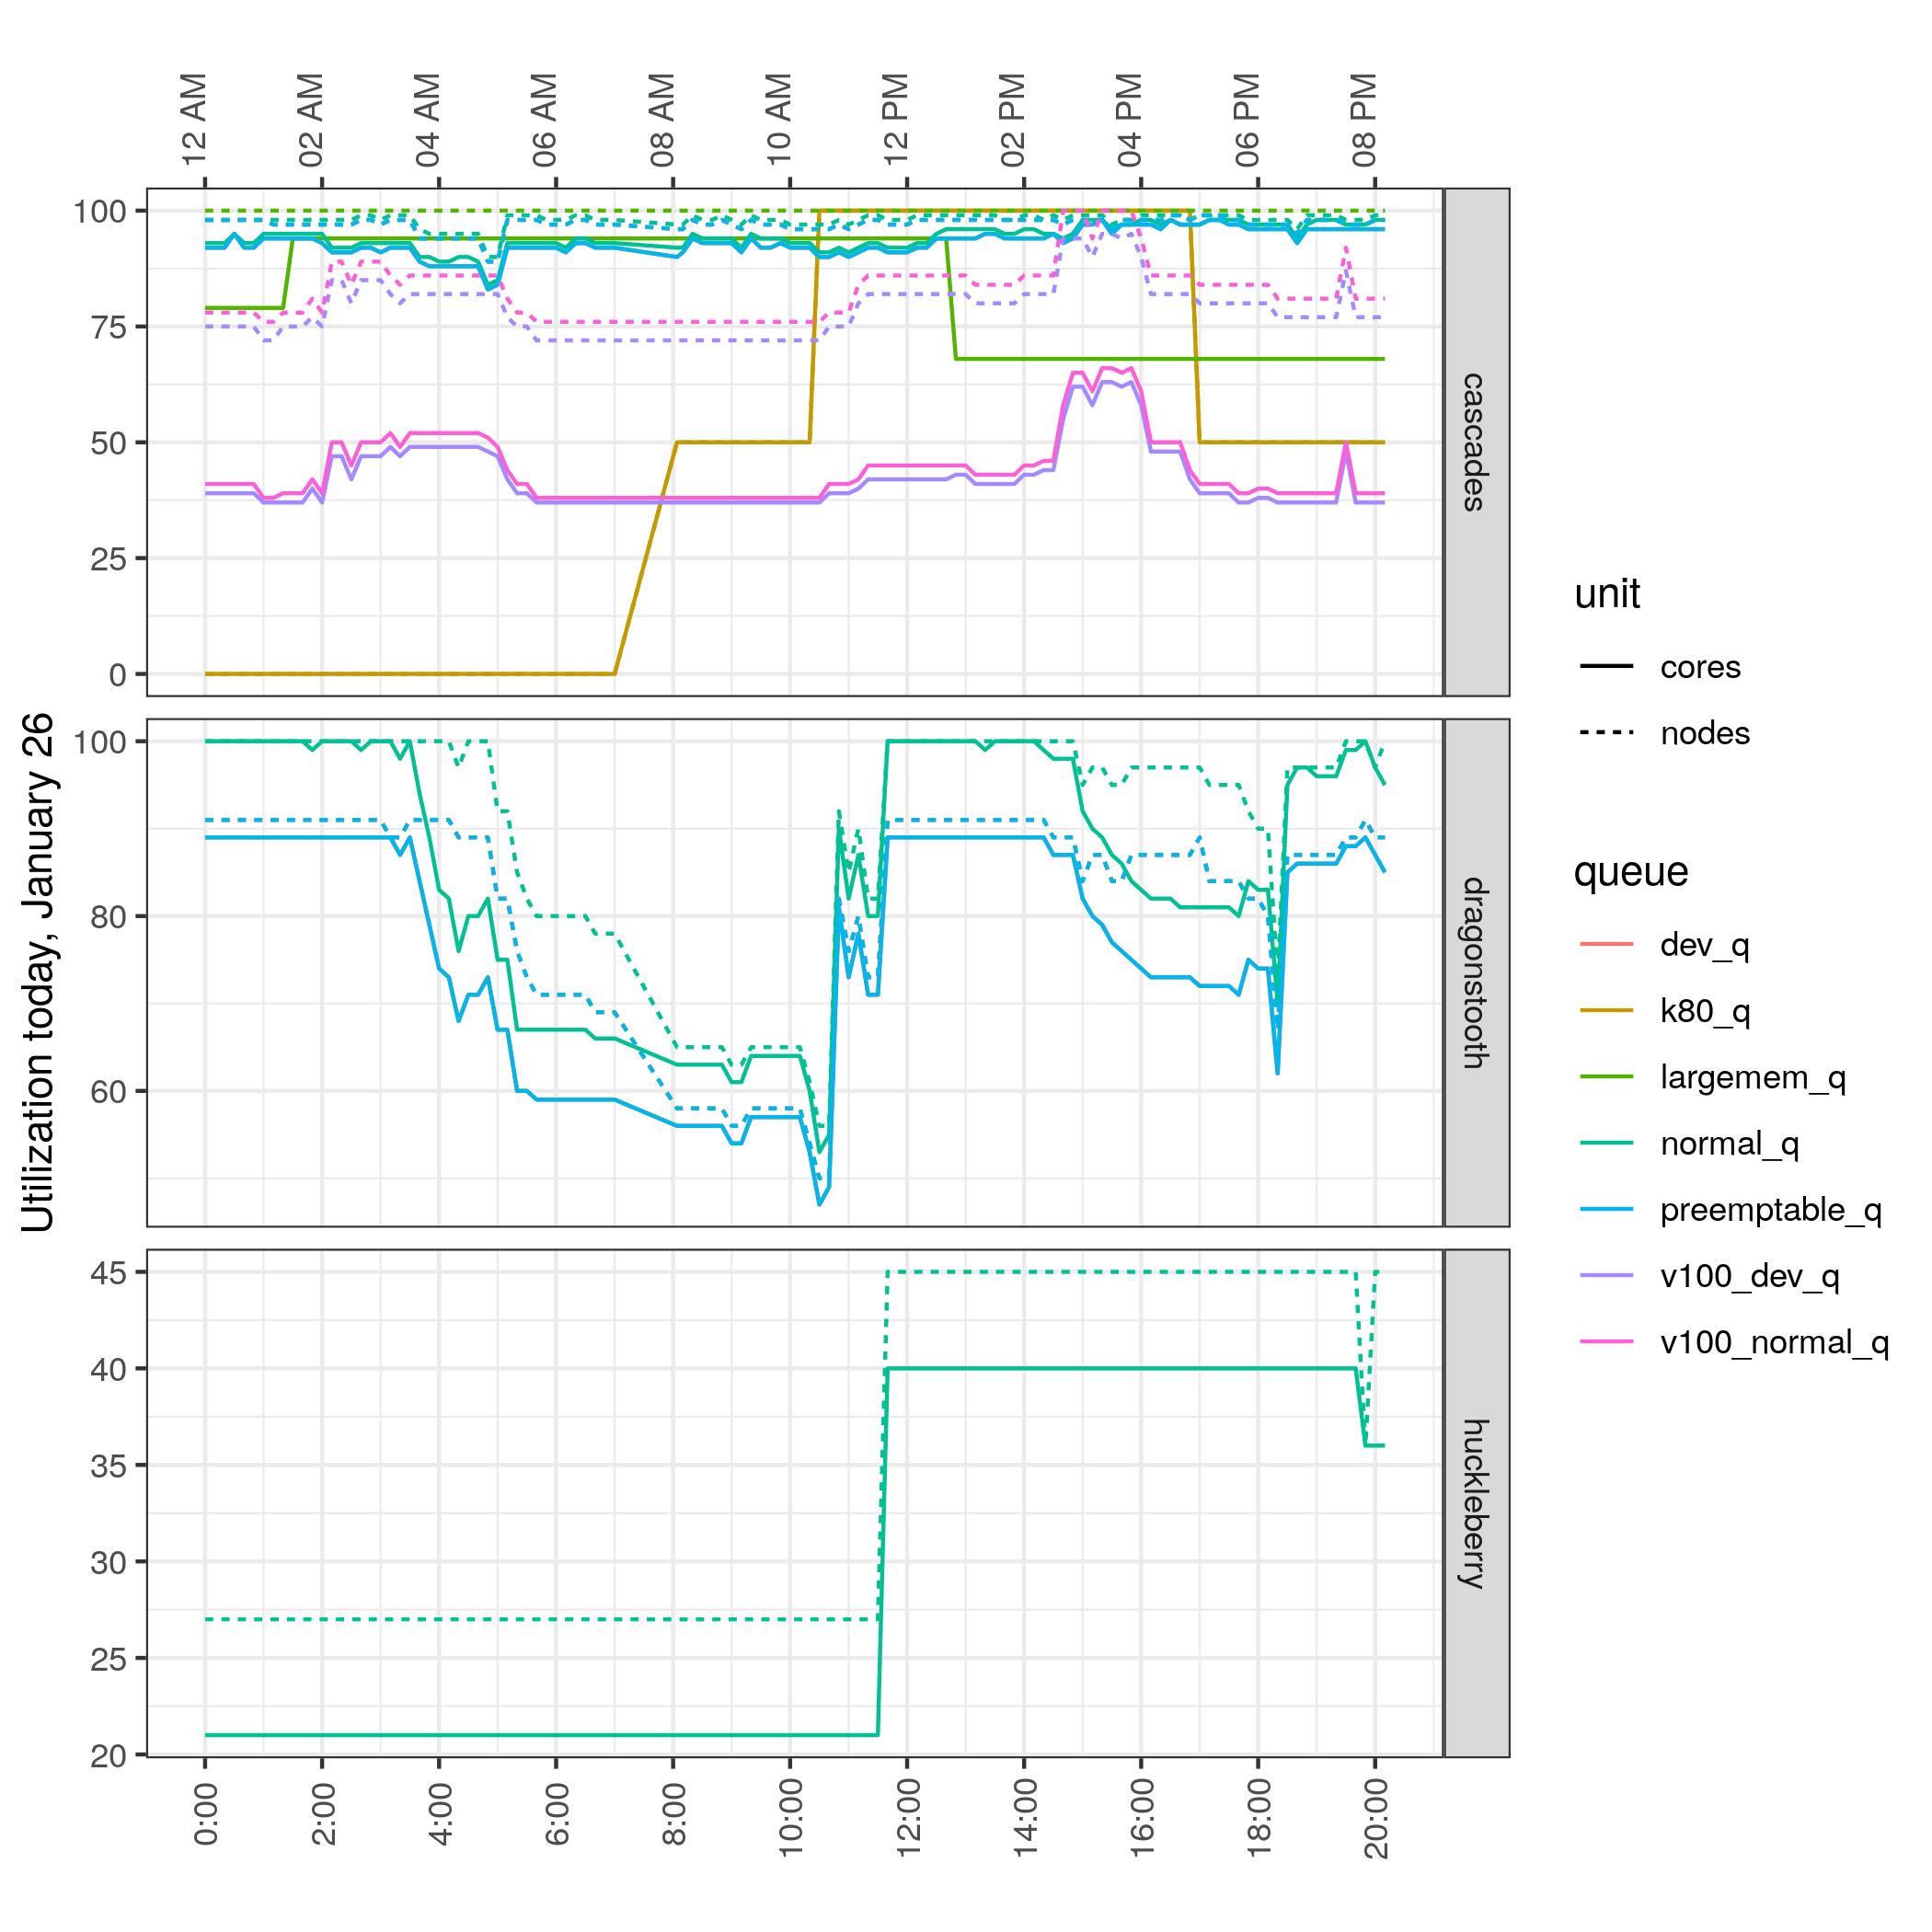 12 AM
02 AM
04 AM
06 AM
08 AM
10 AM
12 PM
02 PM
04 PM
06 PM
08 PM
100
75
50
25
0
cascades
100
80
60
dragonstooth
45
40
35
30
25
20
huckleberry
0:00
2:00
4:00
6:00
8:00
10:00
12:00
14:00
16:00
18:00
20:00
Utilization today, January 26
unit
cores
nodes
queue
dev_q
k80_q
largemem_q
normal_q
preemptable_q
v100_dev_q
v100_normal_q